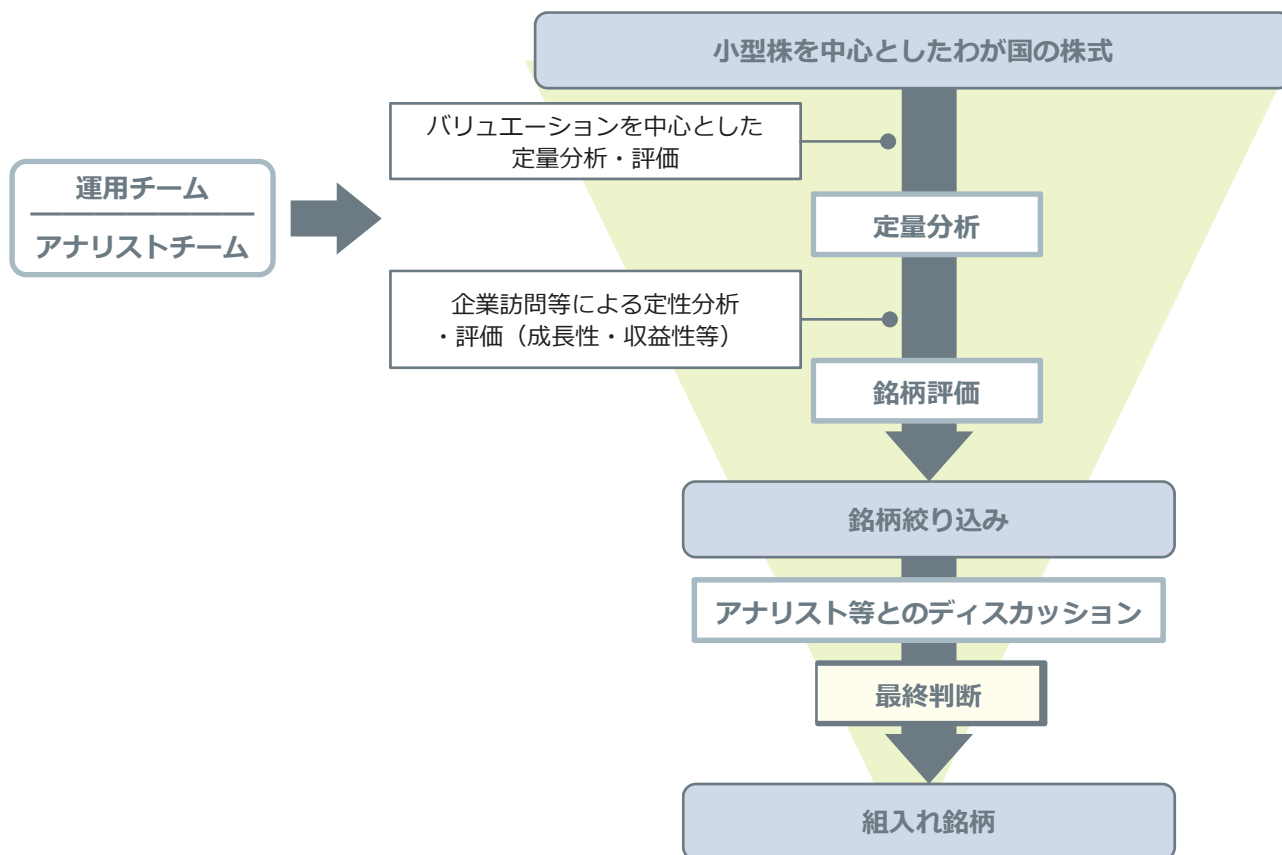 小型株を中心としたわが国の株式
バリュエーションを中心とした
定量分析・評価
運用チーム
アナリストチーム
定量分析
企業訪問等による定性分析
・評価（成長性・収益性等）
銘柄評価
銘柄絞り込み
アナリスト等とのディスカッション
最終判断
組入れ銘柄